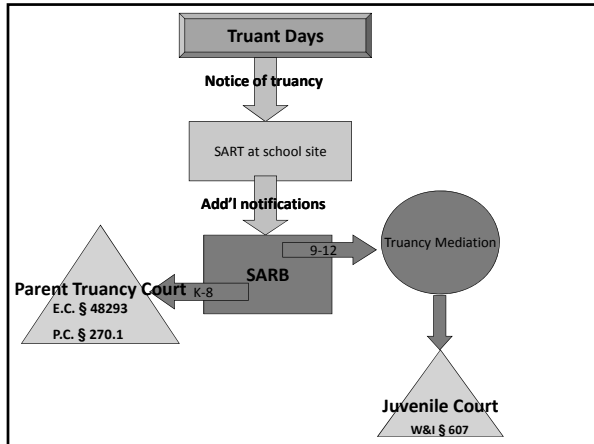 Truant Days
Notice of truancy
SART at school site
Add'l notifications
SARB
9-12
Truancy Mediation
K-8
Parent Truancy Court
E.C. § 48293
P.C. § 270.1
Juvenile Court
W&I § 607